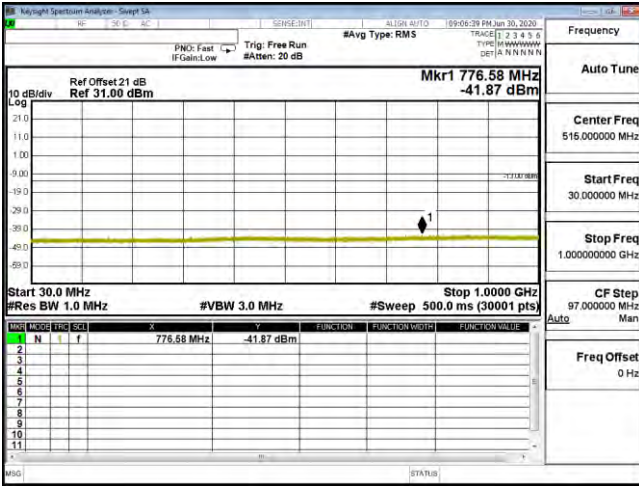 Keysight Spectrum Analyzer - Swept SA
RF 50 Ω AC SENSE:INT ALIGN AUTO 09:06:39 PM Jun 30, 2020
#Avg Type: RMS
TRACE 1 2 3 4 5 6
PNO: Fast Trig: Free Run TYPE M WWWWW
IFGain:Low #Atten: 20 dB DET A N N N N N
Mkr1 776.58 MHz
-41.87 dBm
Ref Offset 21 dB
10 dB/div Ref 31.00 dBm
Log
21.0
11.0
1.00
-9.00
-13.00 dBm
-19.0
-29.0
-39.0
1
-49.0
-59.0
Start 30.0 MHz Stop 1.0000 GHz
#Res BW 1.0 MHz #VBW 3.0 MHz #Sweep 500.0 ms (30001 pts)
MKR MODE TRC SCL X Y FUNCTION FUNCTION WIDTH FUNCTION VALUE
1 N 1 f 776.58 MHz -41.87 dBm
2
3
4
5
6
7
8
9
10
11
MSG STATUS
Frequency
Auto Tune
Center Freq
515.000000 MHz
Start Freq
30.000000 MHz
Stop Freq
1.000000000 GHz
CF Step
97.000000 MHz
Auto Man
Freq Offset
0 Hz